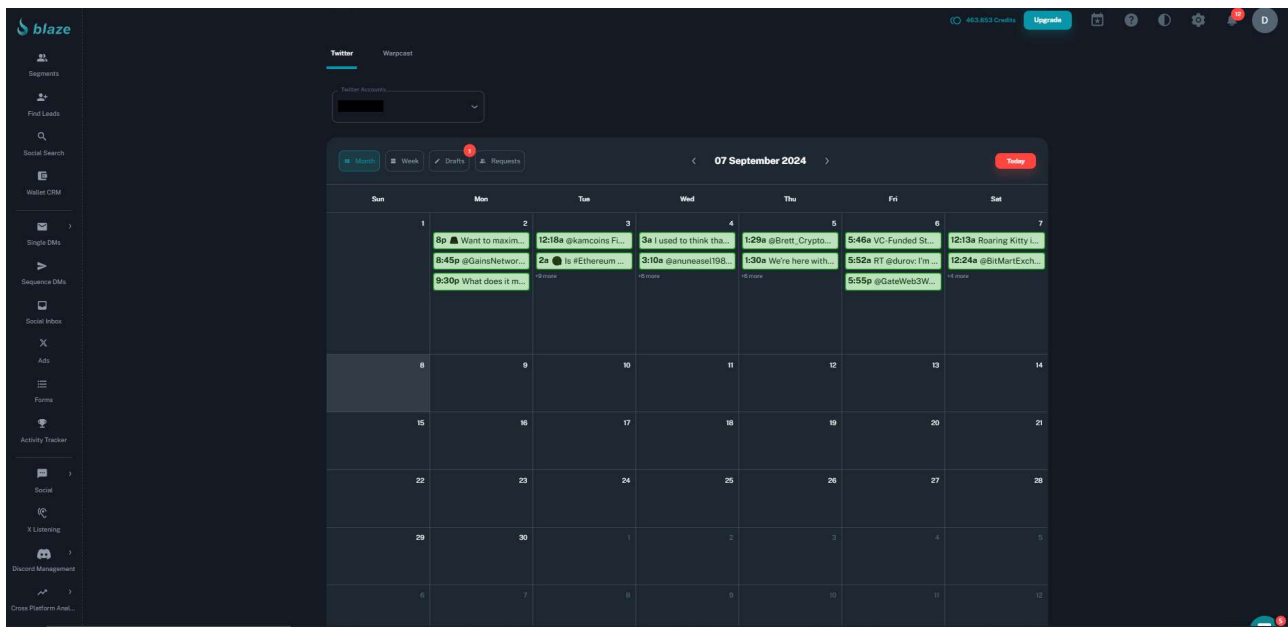 blaze
463.653 Credits
Upgrade
12
D
Segments
Find Leads
Social Search
Wallet CRM
Single DMs
Sequence DMs
Social Inbox
Ads
Forms
Activity Tracker
Social
X Listening
Discord Management
Cross Platform Anal...
Twitter
Warpcast
Twitter Accounts
Month
Week
Drafts
1
Requests
07 September 2024
Today
Sun Mon Tue Wed Thu Fri Sat
1 2 3 4 5 6 7
8p Want to maxim...
8:45p @GainsNetwor...
9:30p What does it m...
12:18a @kamcoins Fi...
2a Is #Ethereum ...
3a I used to think tha...
3:10a @anuneasel198...
1:29a @Brett_Crypto...
1:30a We're here with...
5:46a VC-Funded St...
5:52a RT @durov: I'm ...
5:55p @GateWeb3W...
12:13a Roaring Kitty i...
12:24a @BitMartExch...
+4 more
8 9 10 11 12 13 14
15 16 17 18 19 20 21
22 23 24 25 26 27 28
29 30 1 2 3 4 5
6 7 8 9 10 11 12